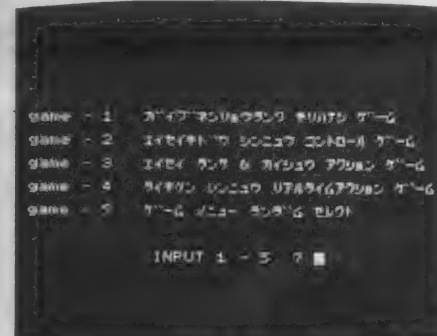 game - 1 ガイブ ネンリョウタンク キリハナシ ゲーム
game - 2 エイセイキドウ シンニュウ コントロール ゲーム
game - 3 エイセイ & カイシュウ アクション ゲーム
game - 4 タイキケン シンニュウ リアルタイムアクション ゲーム
game - 5 ゲーム メニュー ランダム セレクト
INPUT 1 - 5 ?